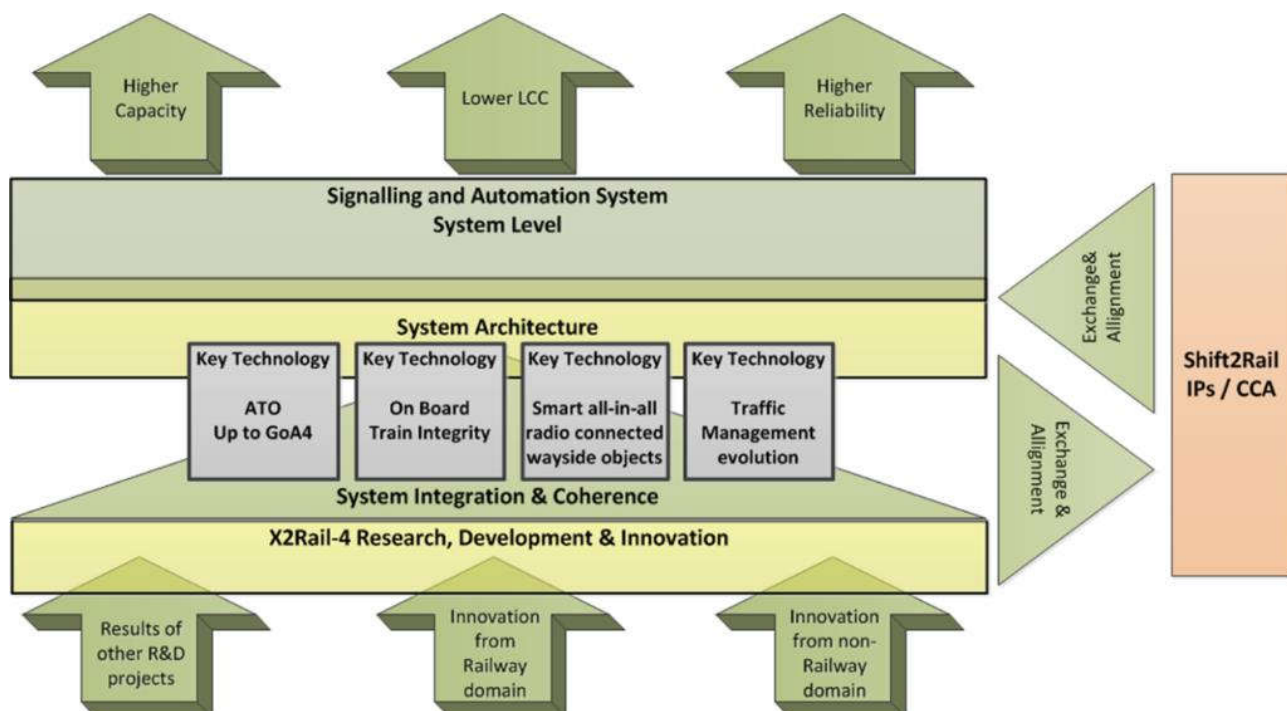 Higher
Capacity
Lower LCC
Higher
Reliability
Signalling and Automation System
System Level
System Architecture
Key Technology
ATO
Up to GoA4
Key Technology
On Board
Train Integrity
Key Technology
Smart all-in-all
radio connected
wayside objects
Key Technology
Traffic
Management
evolution
System Integration & Coherence
X2Rail-4 Research, Development & Innovation
Results of
other R&D
projects
Innovation
from
Railway
domain
Innovation
from non-
Railway
domain
Exchange&
Allignment
Exchange &
Allignment
Shift2Rail
IPs / CCA